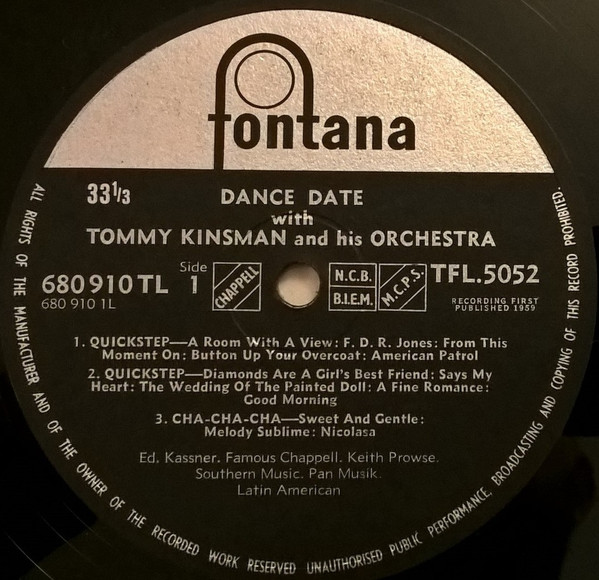 fontana
33 1/3
DANCE DATE
with
TOMMY KINSMAN and his ORCHESTRA
680 910 TL
680 910 1L
Side
1
CHAPPELL
N.C.B.
B.I.E.M.
M.C.P.S.
TFL.5052
RECORDING FIRST
PUBLISHED 1959
1. QUICKSTEP—A Room With A View: F. D. R. Jones: From This
Moment On: Button Up Your Overcoat: American Patrol
2. QUICKSTEP—Diamonds Are A Girl's Best Friend: Says My
Heart: The Wedding Of The Painted Doll: A Fine Romance:
Good Morning
3. CHA-CHA-CHA—Sweet And Gentle:
Melody Sublime: Nicolasa
Ed. Kassner. Famous Chappell. Keith Prowse.
Southern Music. Pan Musik.
Latin American
ALL RIGHTS OF THE MANUFACTURER AND OF THE OWNER OF THE RECORDED WORK RESERVED UNAUTHORISED PUBLIC PERFORMANCE, BROADCASTING AND COPYING OF THIS RECORD PROHIBITED.